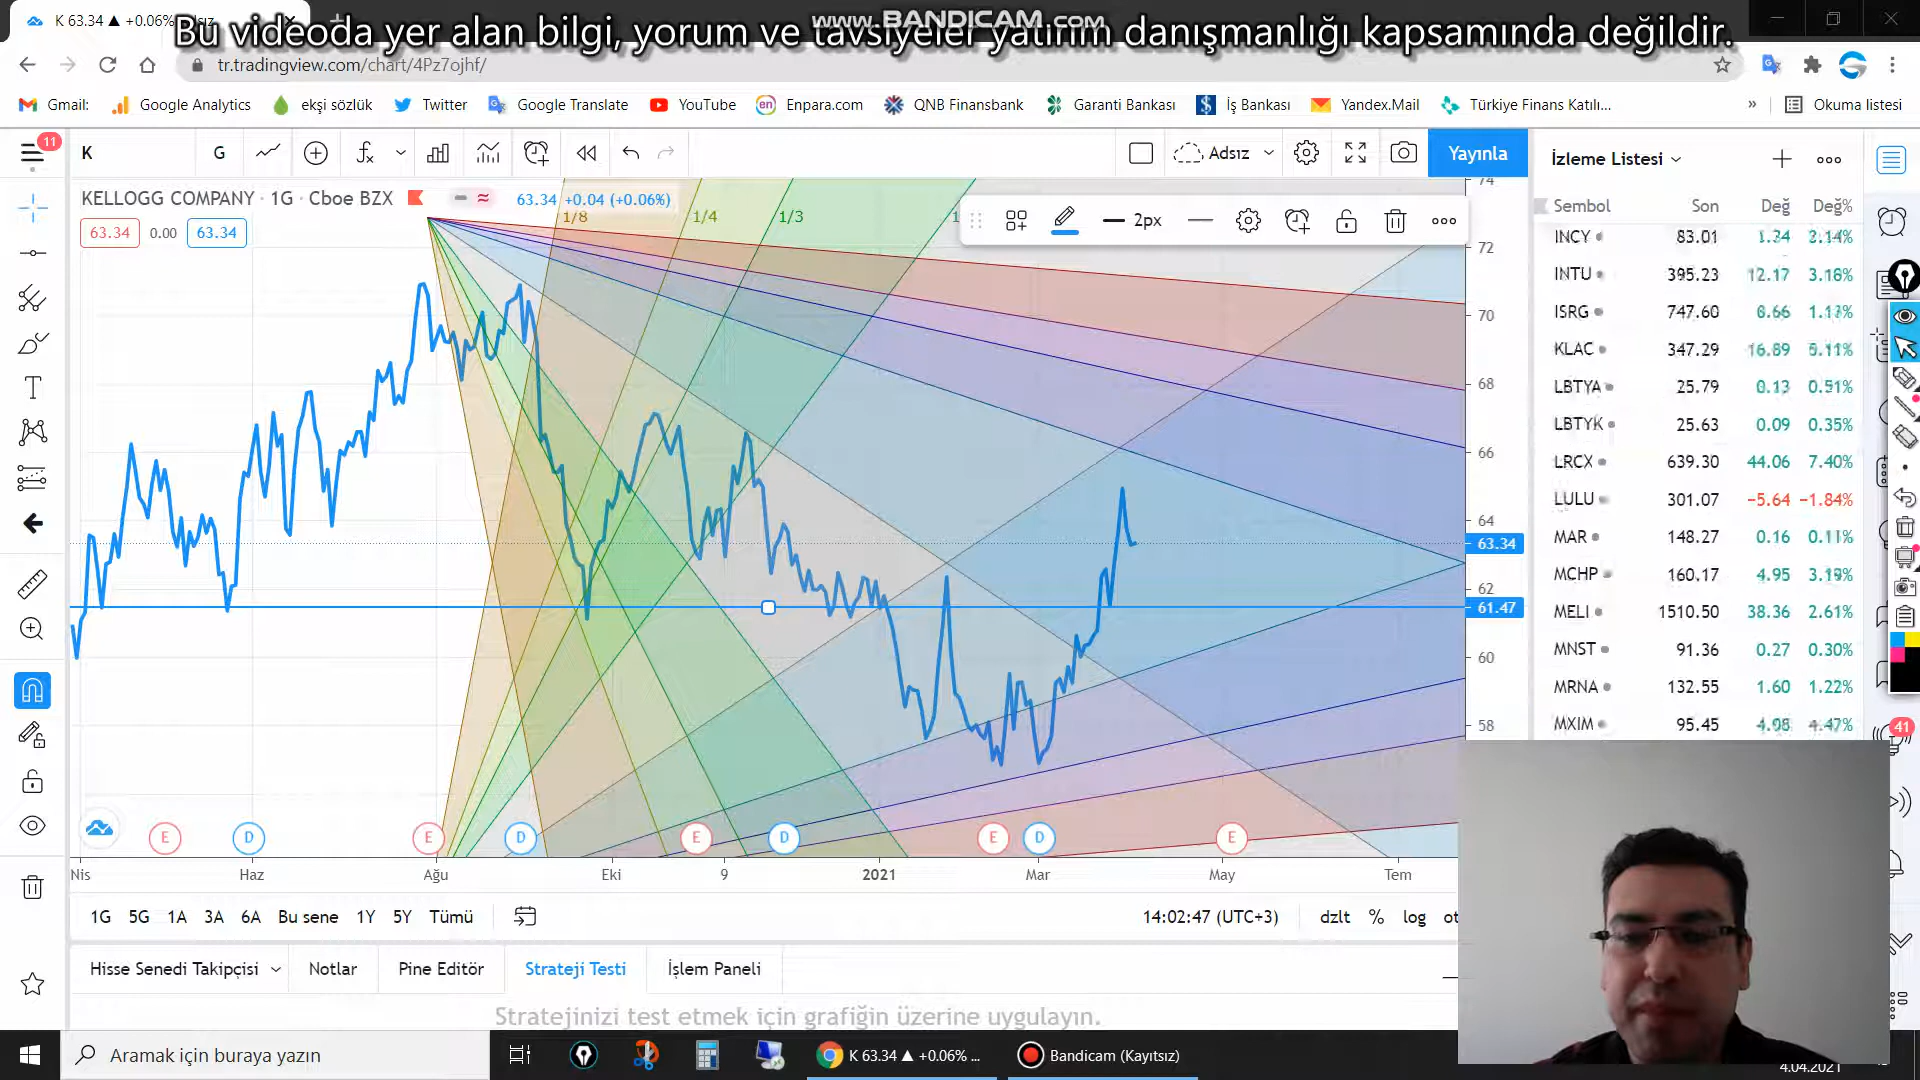 K 63.34 ▲ +0.06%
www.BANDICAM.com
Bu videoda yer alan bilgi, yorum ve tavsiyeler yatırım danışmanlığı kapsamında değildir.
tr.tradingview.com/chart/4Pz7ojhf/
Gmail: Google Analytics ekşi sözlük Twitter Google Translate YouTube Enpara.com QNB Finansbank Garanti Bankası İş Bankası Yandex.Mail Türkiye Finans Katılı... » Okuma listesi
11 K G Adsız Yayınla İzleme Listesi
KELLOGG COMPANY · 1G · Cboe BZX 63.34 +0.04 (+0.06%)
63.34 0.00 63.34
1/8 1/4 1/3 2px
74
72
70
68
66
64
63.34
62
61.47
60
58
Sembol Son Değ Değ%
INCY 83.01
INTU 395.23 12.17 3.18%
ISRG 747.60
KLAC 347.29 16.89 5.11%
LBTYA 25.79 0.13 0.51%
LBTYK 25.63 0.09 0.35%
LRCX 639.30 44.06 7.40%
LULU 301.07 −5.64 −1.84%
MAR 148.27 0.16 0.11%
MCHP 160.17 4.95 3.19%
MELI 1510.50 38.36 2.61%
MNST 91.36 0.27 0.30%
MRNA 132.55 1.60 1.22%
MXIM 95.45 4.08 4.47%
41
E D E D E D E D E
Nis Haz Ağu Eki 9 2021 Mar May Tem
1G 5G 1A 3A 6A Bu sene 1Y 5Y Tümü 14:02:47 (UTC+3) dzlt % log
Hisse Senedi Takipçisi Notlar Pine Editör Strateji Testi İşlem Paneli
Stratejinizi test etmek için grafiğin üzerine uygulayın.
Aramak için buraya yazın K 63.34 ▲ +0.06% ... Bandicam (Kayıtsız)
4.04.2021